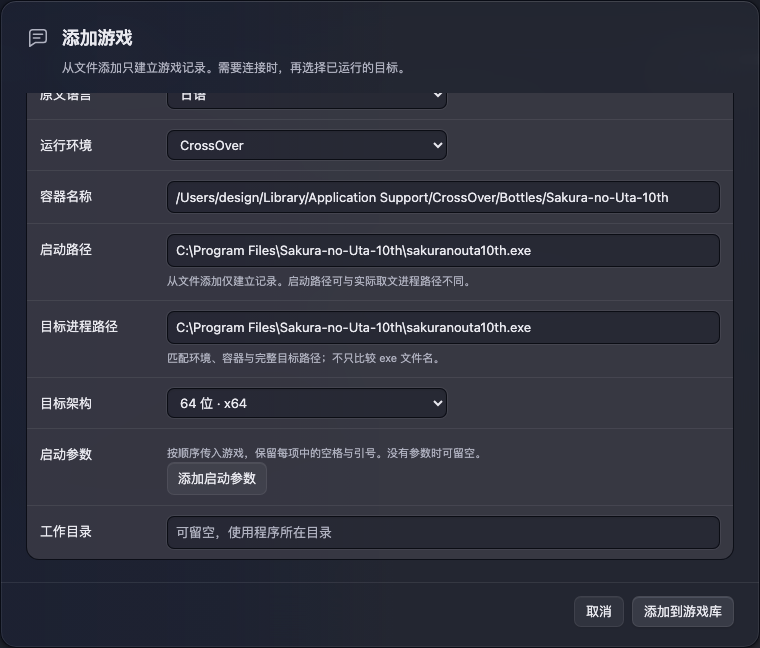 添加游戏
从文件添加只建立游戏记录。需要连接时，再选择已运行的目标。
原文语言 日语
运行环境 CrossOver
容器名称 /Users/design/Library/Application Support/CrossOver/Bottles/Sakura-no-Uta-10th
启动路径 C:\Program Files\Sakura-no-Uta-10th\sakuranouta10th.exe
从文件添加仅建立记录。启动路径可与实际取文进程路径不同。
目标进程路径 C:\Program Files\Sakura-no-Uta-10th\sakuranouta10th.exe
匹配环境、容器与完整目标路径；不只比较 exe 文件名。
目标架构 64 位 · x64
启动参数 按顺序传入游戏，保留每项中的空格与引号。没有参数时可留空。
添加启动参数
工作目录 可留空，使用程序所在目录
取消 添加到游戏库